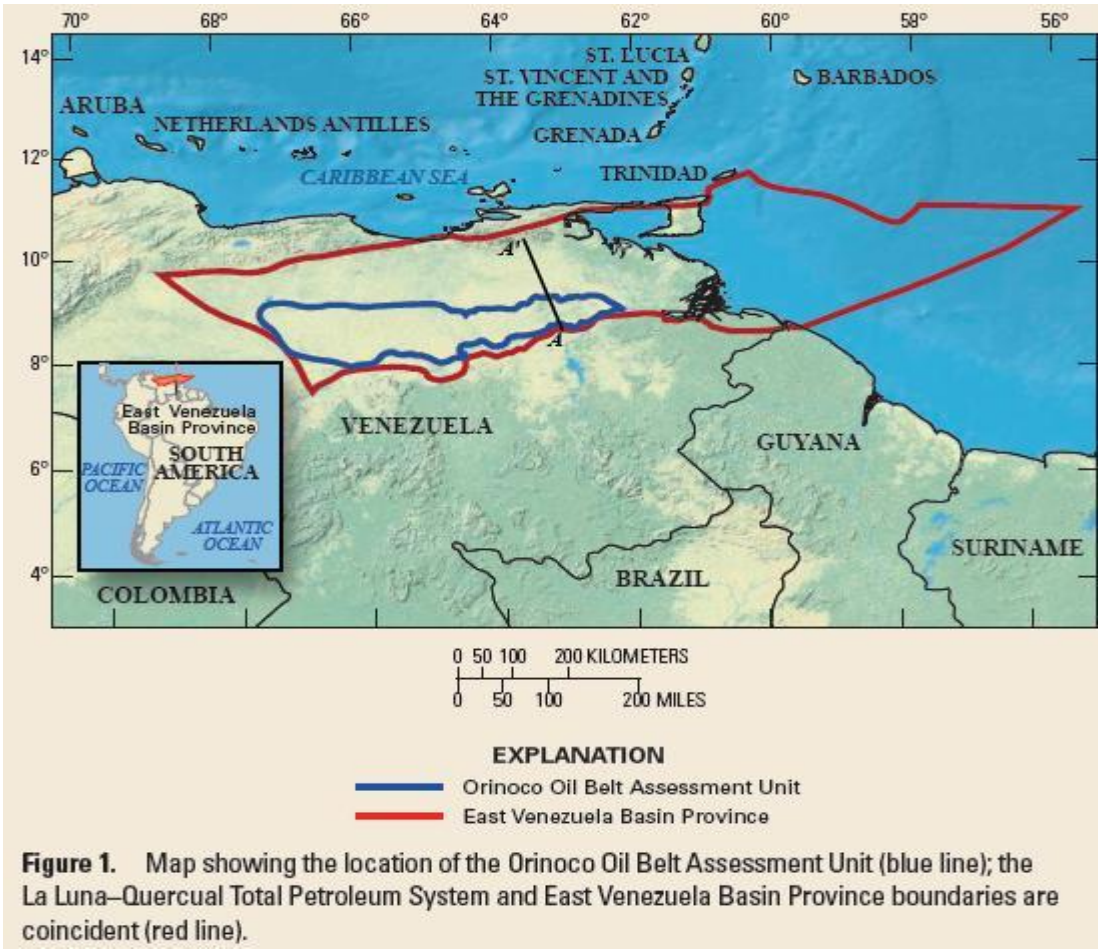 70°
68°
66°
64°
62°
60°
58°
56°
14°
12°
10°
8°
6°
4°
ST. LUCIA
ST. VINCENT AND
THE GRENADINES
BARBADOS
ARUBA
NETHERLANDS ANTILLES
GRENADA
CARIBBEAN SEA
TRINIDAD
A'
A
VENEZUELA
GUYANA
SURINAME
BRAZIL
COLOMBIA
East Venezuela
Basin Province
SOUTH
AMERICA
PACIFIC
OCEAN
ATLANTIC
OCEAN
0 50 100 200 KILOMETERS
0 50 100 200 MILES
EXPLANATION
Orinoco Oil Belt Assessment Unit
East Venezuela Basin Province
Figure 1. Map showing the location of the Orinoco Oil Belt Assessment Unit (blue line); the
La Luna–Quercual Total Petroleum System and East Venezuela Basin Province boundaries are
coincident (red line).